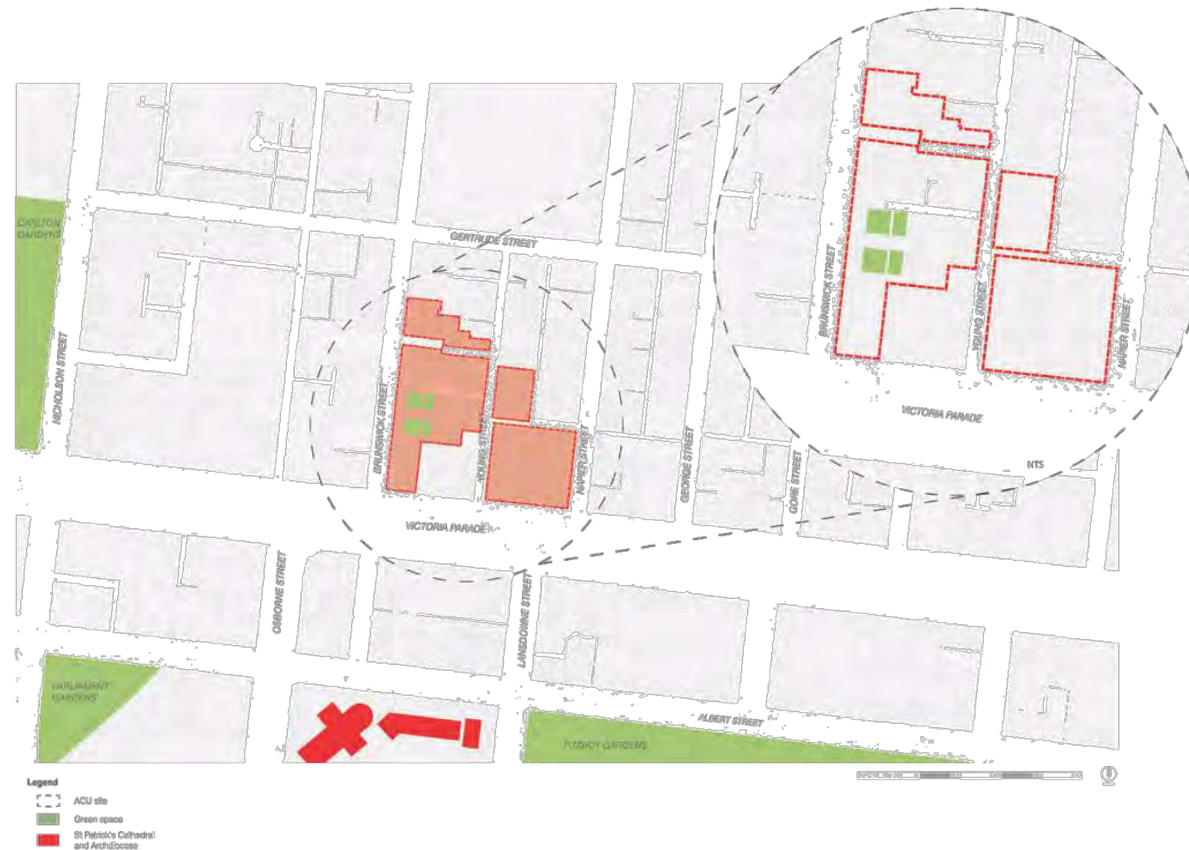 BRUNSWICK STREET
YOUNG STREET
NAPIER STREET
VICTORIA PARADE
NTS
CARLTON
GARDENS
NICHOLSON STREET
GERTRUDE STREET
BRUNSWICK STREET
YOUNG STREET
NAPIER STREET
GEORGE STREET
GORE STREET
VICTORIA PARADE
OSBORNE STREET
LANSDOWNE STREET
PARLIAMENT
GARDENS
ALBERT STREET
FITZROY GARDENS
Legend
ACU site
Green space
St Patrick's Cathedral
and Archdiocese